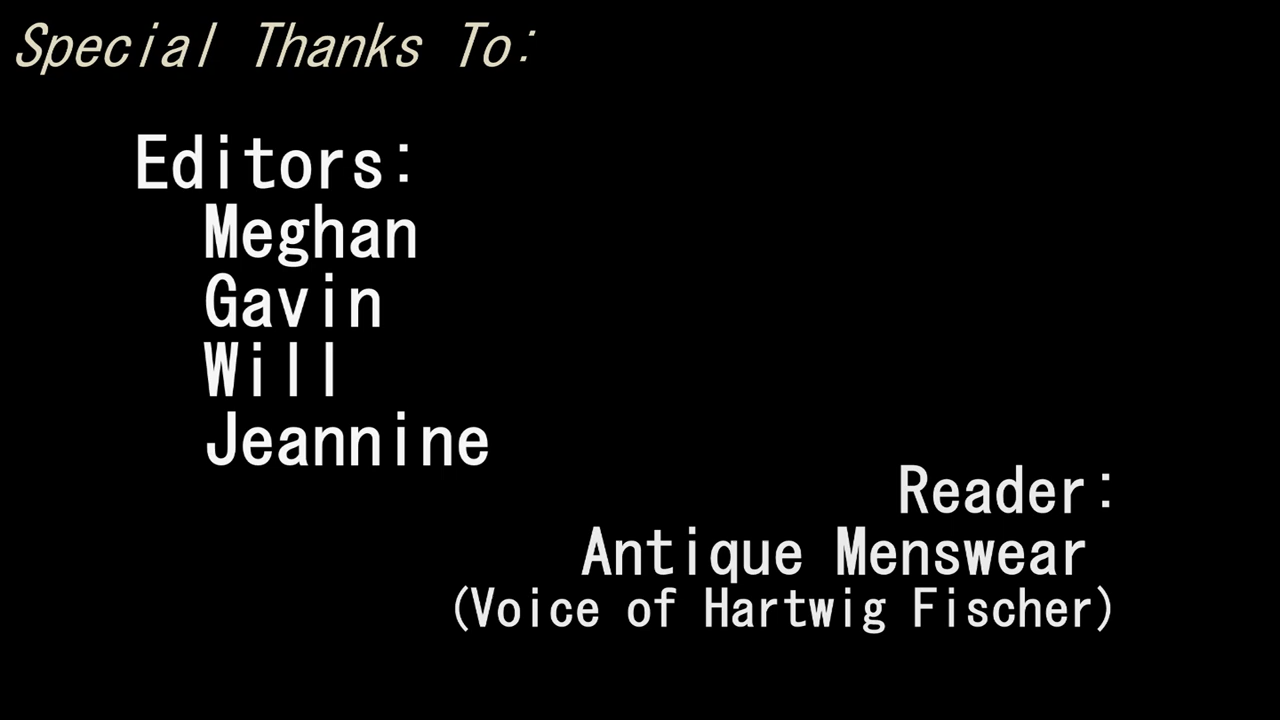 Special Thanks To:
Editors:
Meghan
Gavin
Will
Jeannine
Reader:
Antique Menswear
(Voice of Hartwig Fischer)